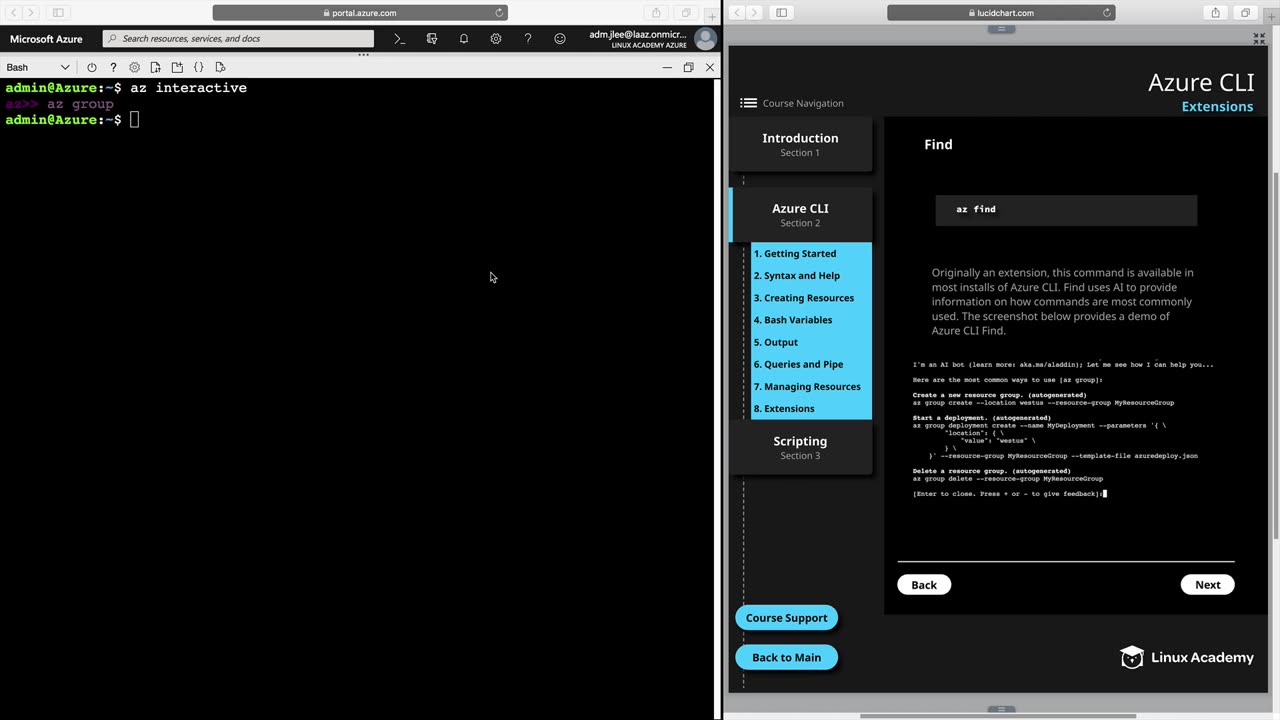 portal.azure.com
Microsoft Azure
Search resources, services, and docs
adm.jlee@laaz.onmicr...
LINUX ACADEMY AZURE
Bash
admin@Azure:~$ az interactive
az>> az group
admin@Azure:~$
lucidchart.com
Azure CLI
Extensions
Course Navigation
Introduction
Section 1
Azure CLI
Section 2
1. Getting Started
2. Syntax and Help
3. Creating Resources
4. Bash Variables
5. Output
6. Queries and Pipe
7. Managing Resources
8. Extensions
Scripting
Section 3
Course Support
Back to Main
Find
az find
Originally an extension, this command is available in
most installs of Azure CLI. Find uses AI to provide
information on how commands are most commonly
used. The screenshot below provides a demo of
Azure CLI Find.
I'm an AI bot (learn more: aka.ms/aladdin); Let me see how I can help you...
Here are the most common ways to use [az group]:
Create a new resource group. (autogenerated)
az group create --location westus --resource-group MyResourceGroup
Start a deployment. (autogenerated)
az group deployment create --name MyDeployment --parameters '{ \
"location": { \
"value": "westus" \
} \
}' --resource-group MyResourceGroup --template-file azuredeploy.json
Delete a resource group. (autogenerated)
az group delete --resource-group MyResourceGroup
[Enter to close. Press + or - to give feedback]:
Back
Next
Linux Academy